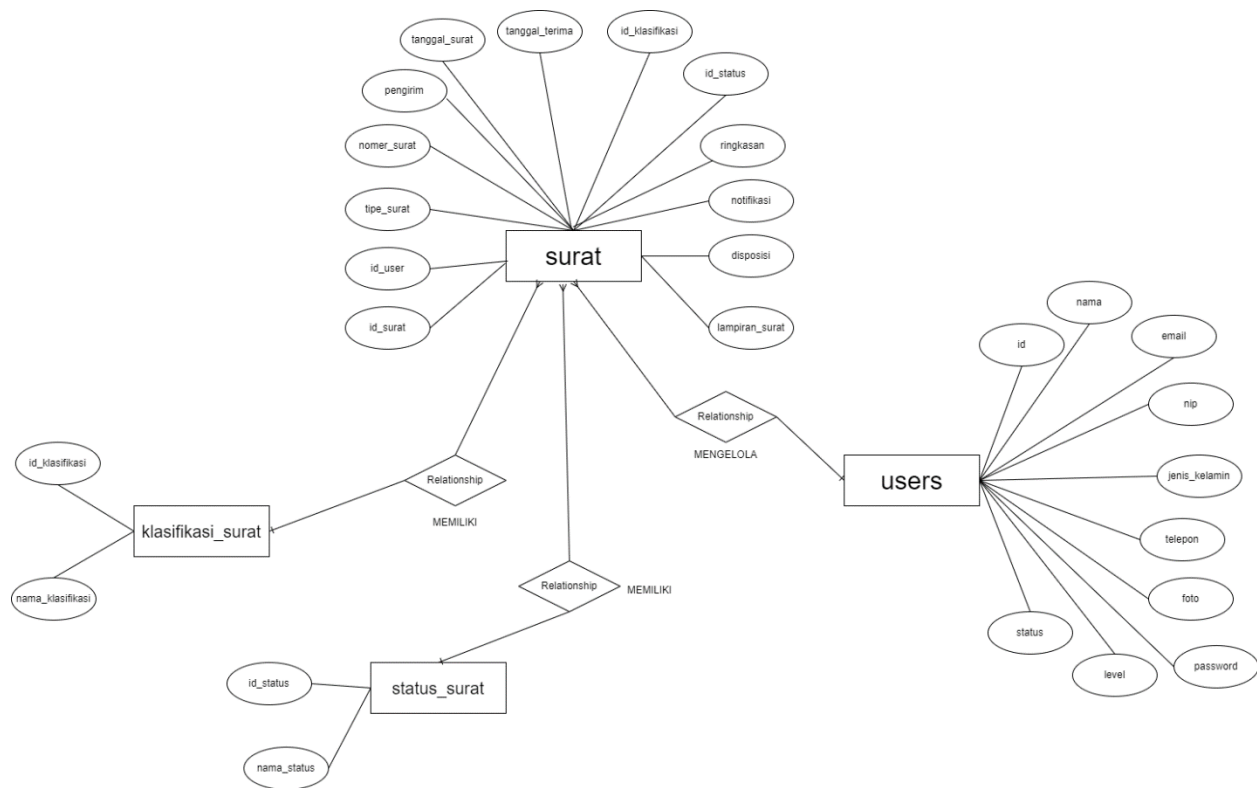 tanggal_surat
tanggal_terima
id_klasifikasi
id_status
pengirim
nomer_surat
ringkasan
tipe_surat
notifikasi
surat
id_user
disposisi
id_surat
lampiran_surat
nama
id
email
nip
Relationship
MENGELOLA
users
jenis_kelamin
telepon
foto
password
level
status
id_klasifikasi
Relationship
MEMILIKI
klasifikasi_surat
nama_klasifikasi
Relationship
MEMILIKI
id_status
status_surat
nama_status